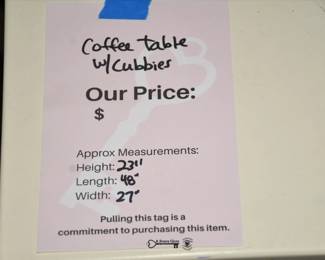 Coffee Table
w/Cubbies
Our Price:
$
Approx Measurements:
Height: 23"
Length: 48"
Width: 27"
Pulling this tag is a
commitment to purchasing this item.